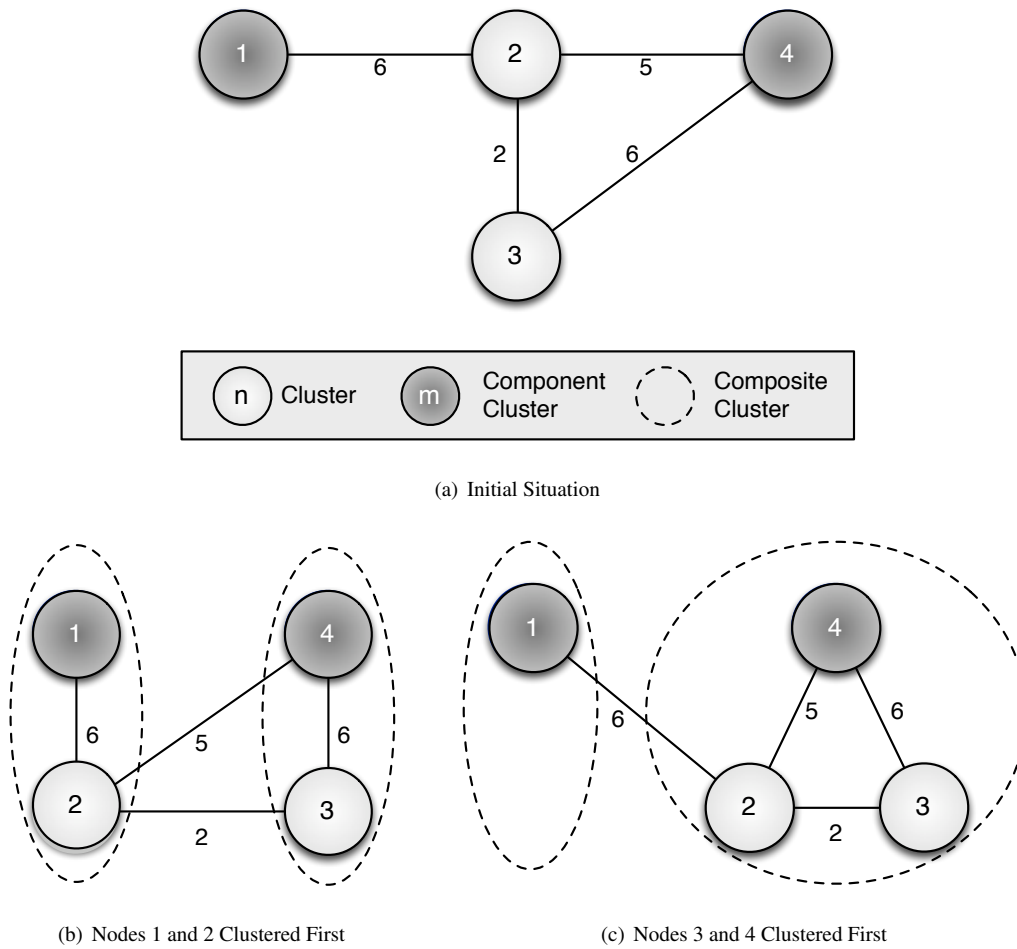 1
2
4
6
5
2
6
3
n
Cluster
m
Component
Cluster
Composite
Cluster
(a) Initial Situation
1
4
6
5
6
2
3
2
(b) Nodes 1 and 2 Clustered First
1
4
6
5
6
2
3
2
(c) Nodes 3 and 4 Clustered First